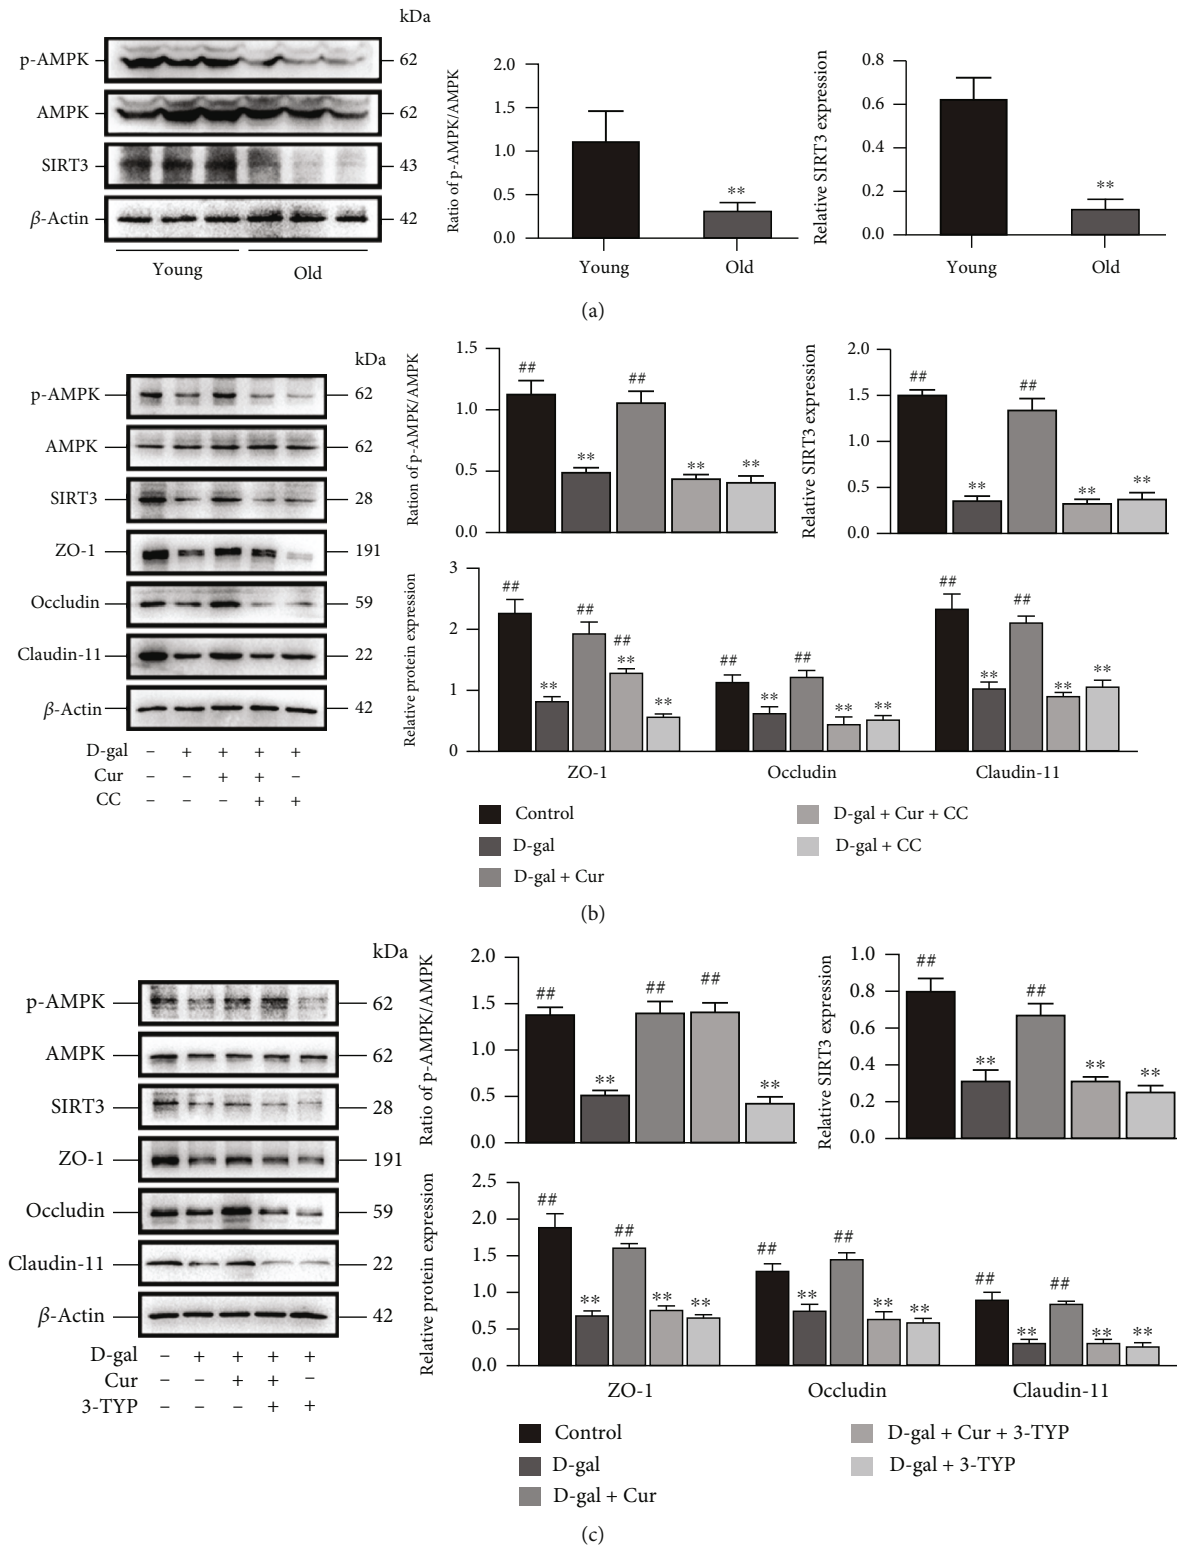 kDa
p-AMPK 62
AMPK 62
SIRT3 43
β-Actin 42
Young Old
Ratio of p-AMPK/AMPK
2.0
1.5
1.0
0.5
0.0
**
Young Old
Relative SIRT3 expression
0.8
0.6
0.4
0.2
0.0
**
Young Old
(a)
kDa
p-AMPK 62
AMPK 62
SIRT3 28
ZO-1 191
Occludin 59
Claudin-11 22
β-Actin 42
D-gal – + + + +
Cur – – + + –
CC – – – + +
Ration of p-AMPK/AMPK
1.5
1.0
0.5
0.0
## ** ## ** **
Relative SIRT3 expression
2.0
1.5
1.0
0.5
0.0
## ** ## ** **
Relative protein expression
3
2
1
0
## ** ## ## ** **
## ** ## ** **
## ** ## ** **
ZO-1 Occludin Claudin-11
Control
D-gal
D-gal + Cur
D-gal + Cur + CC
D-gal + CC
(b)
kDa
p-AMPK 62
AMPK 62
SIRT3 28
ZO-1 191
Occludin 59
Claudin-11 22
β-Actin 42
D-gal – + + + +
Cur – – + + –
3-TYP – – – + +
Ratio of p-AMPK/AMPK
2.0
1.5
1.0
0.5
0.0
## ** ## ## **
Relative SIRT3 expression
1.0
0.8
0.6
0.4
0.2
0.0
## ** ## ** **
Relative protein expression
2.5
2.0
1.5
1.0
0.5
0.0
## ** ## ** **
## ** ## ** **
## ** ## ** **
ZO-1 Occludin Claudin-11
Control
D-gal
D-gal + Cur
D-gal + Cur + 3-TYP
D-gal + 3-TYP
(c)